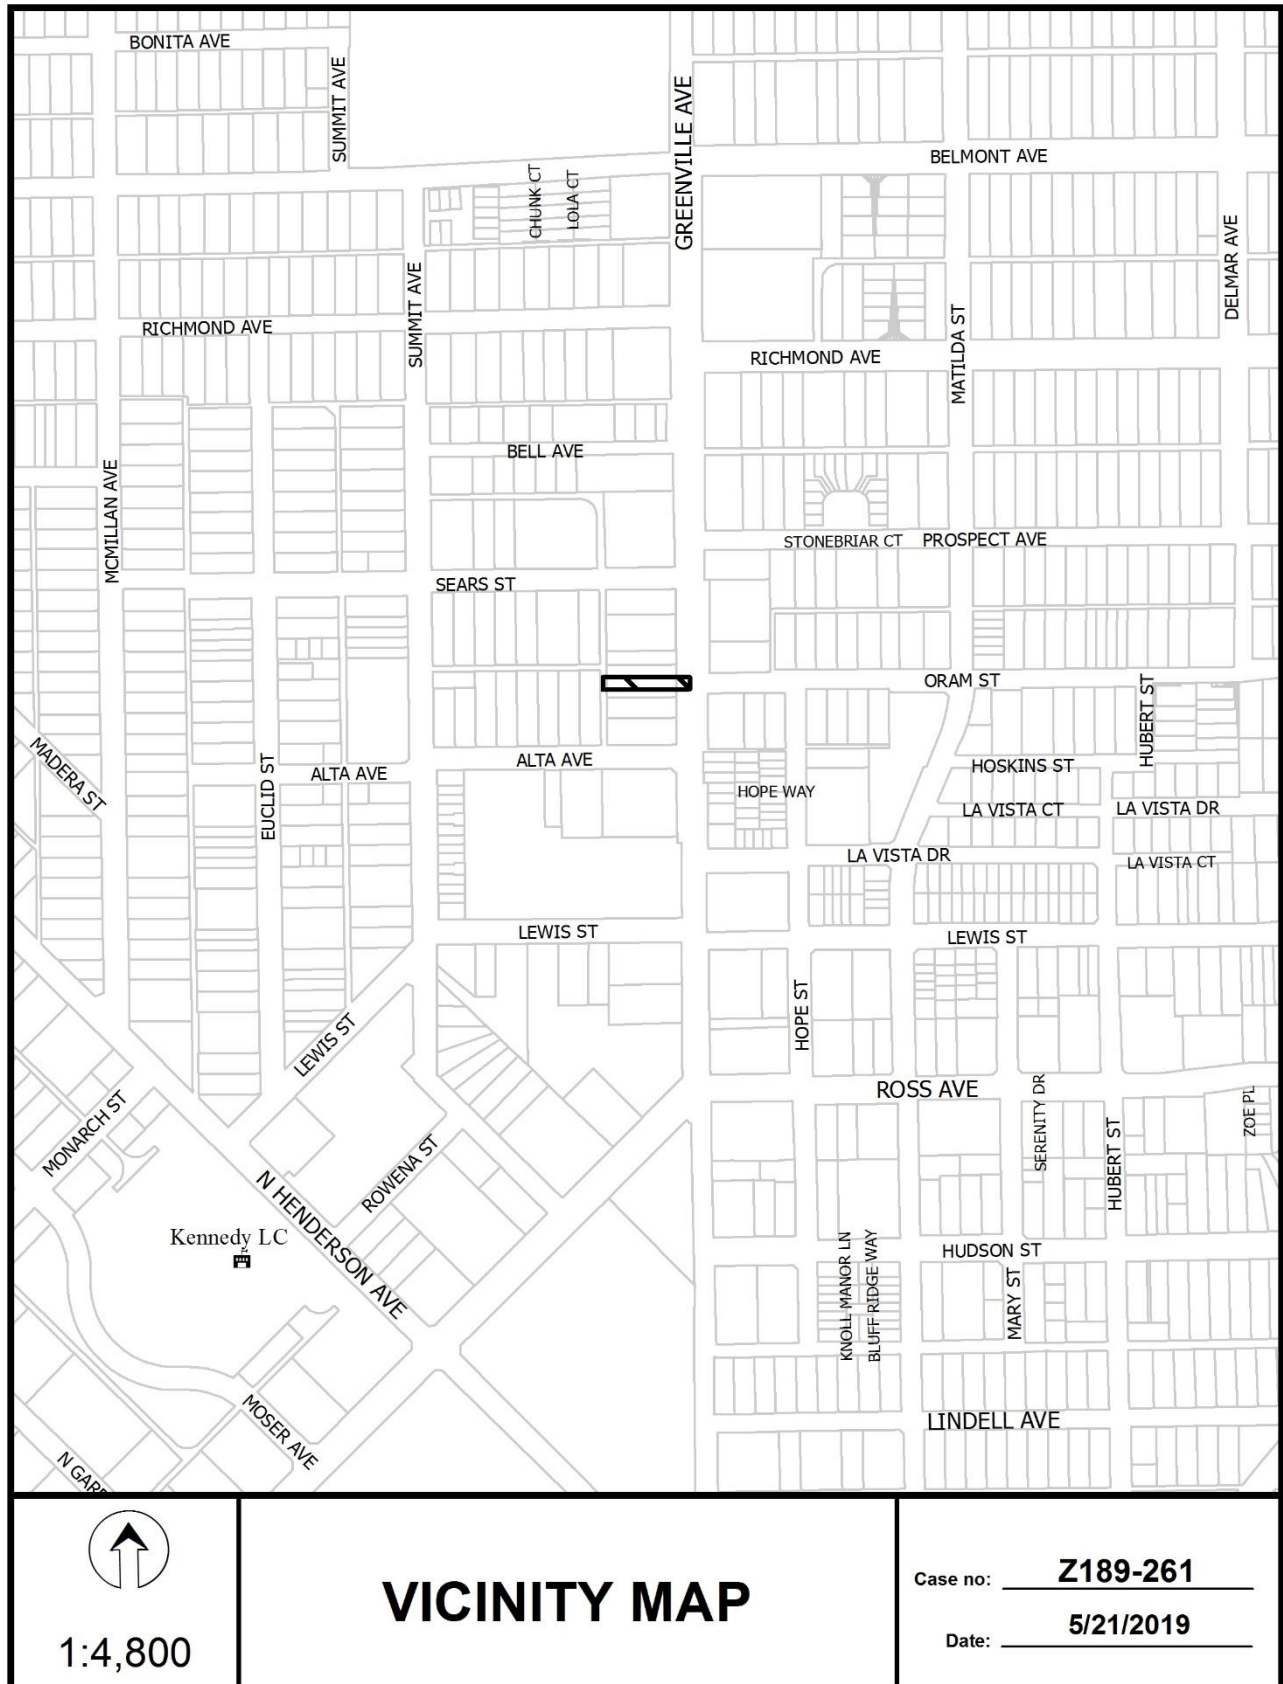 BONITA AVE
SUMMIT AVE
GREENVILLE AVE
BELMONT AVE
CHUNK CT
LOLA CT
DELMAR AVE
SUMMIT AVE
RICHMOND AVE
MATILDA ST
RICHMOND AVE
BELL AVE
MCMILLAN AVE
STONEBRIAR CT
PROSPECT AVE
SEARS ST
ORAM ST
HUBERT ST
MADERA ST
EUCLID ST
ALTA AVE
ALTA AVE
HOSKINS ST
HOPE WAY
LA VISTA CT
LA VISTA DR
LA VISTA DR
LA VISTA CT
LEWIS ST
LEWIS ST
HOPE ST
LEWIS ST
ROSS AVE
SERENITY DR
ZOE PL
MONARCH ST
ROWENA ST
HUBERT ST
N HENDERSON AVE
Kennedy LC
KNOLL MANOR LN
BLUFF RIDGE WAY
HUDSON ST
MARY ST
MOSER AVE
LINDELL AVE
1:4,800
VICINITY MAP
Case no: Z189-261
Date: 5/21/2019